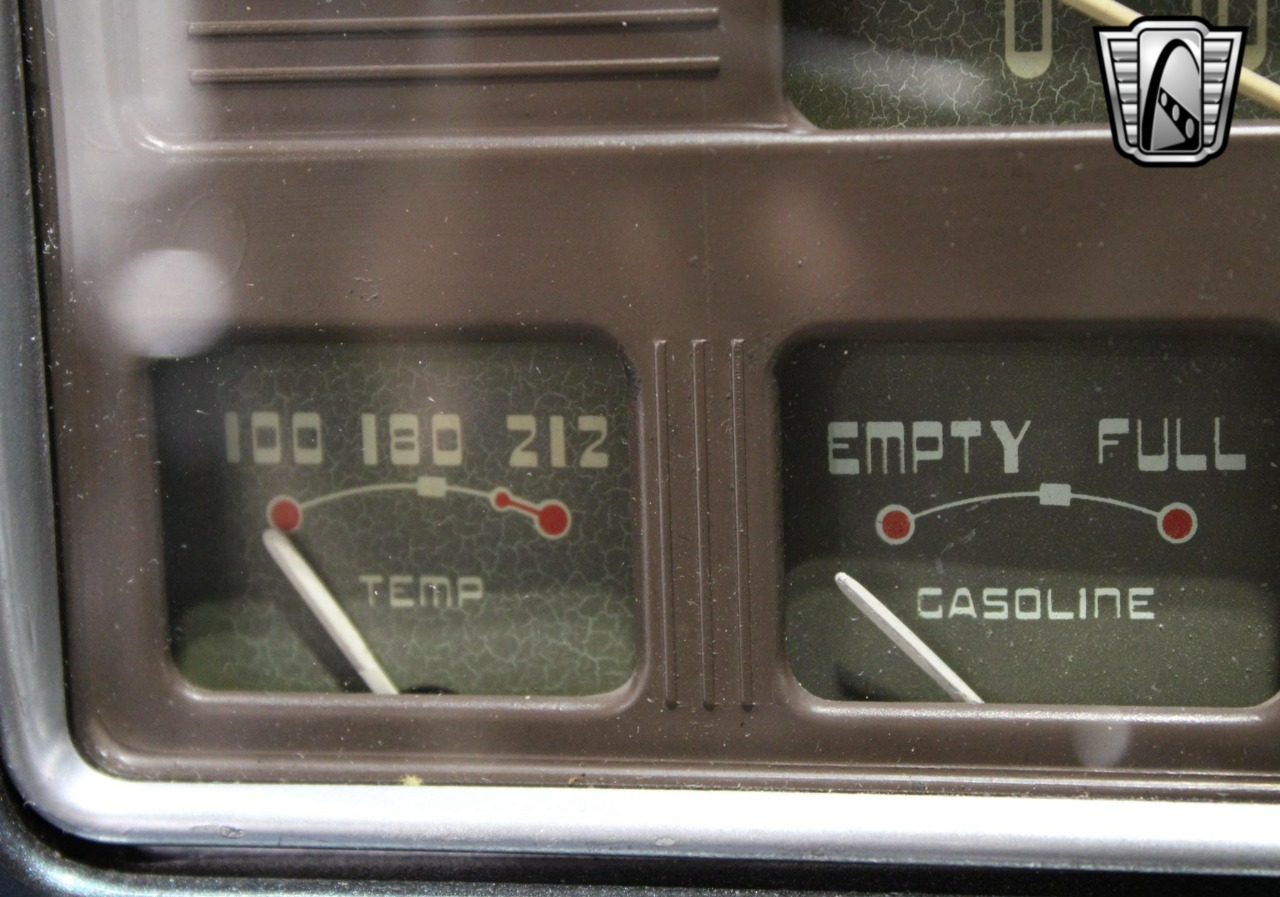 100 180 212
TEMP
EMPTY FULL
GASOLINE